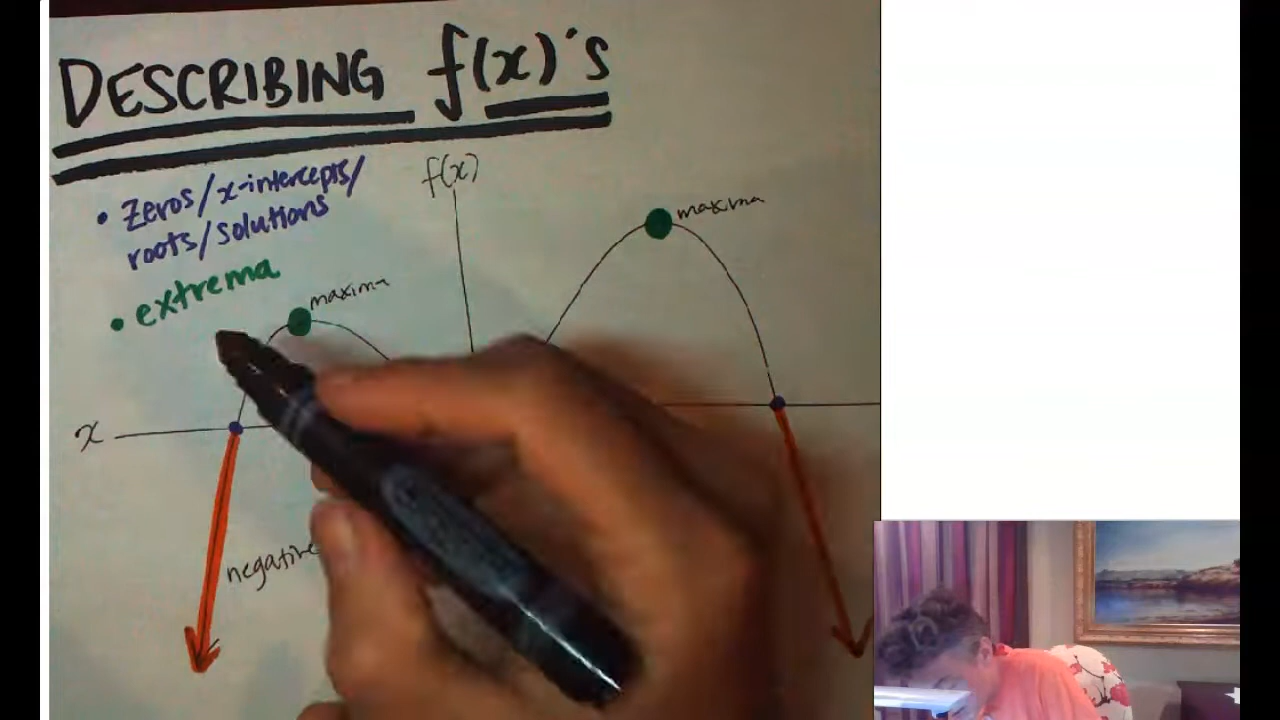 DESCRIBING f(x)'s
• Zeros/x-intercepts/
roots/solutions
• extrema
f(x)
maxima
maxima
x
negative